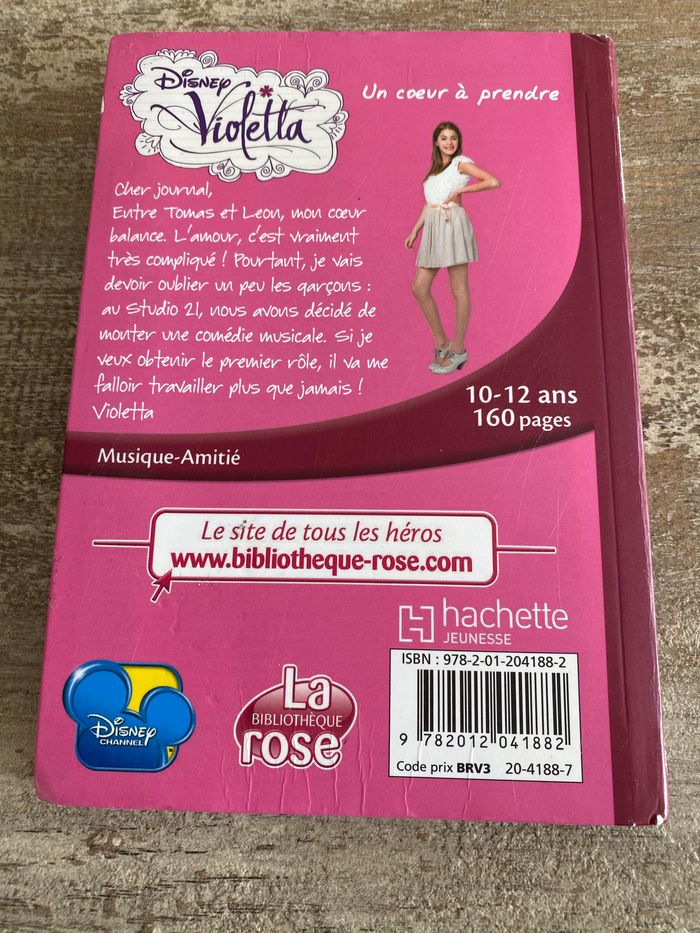 Disney
Violetta
Un cœur à prendre
Cher journal,
Entre Tomas et Leon, mon cœur
balance. L'amour, c'est vraiment
très compliqué ! Pourtant, je vais
devoir oublier un peu les garçons :
au Studio 21, nous avons décidé de
monter une comédie musicale. Si je
veux obtenir le premier rôle, il va me
falloir travailler plus que jamais !
Violetta
10-12 ans
160 pages
Musique-Amitié
Le site de tous les héros
www.bibliotheque-rose.com
hachette
JEUNESSE
ISBN : 978-2-01-204188-2
9 782012 041882
Code prix BRV3 20-4188-7
Disney
CHANNEL
La
BIBLIOTHÈQUE
rose